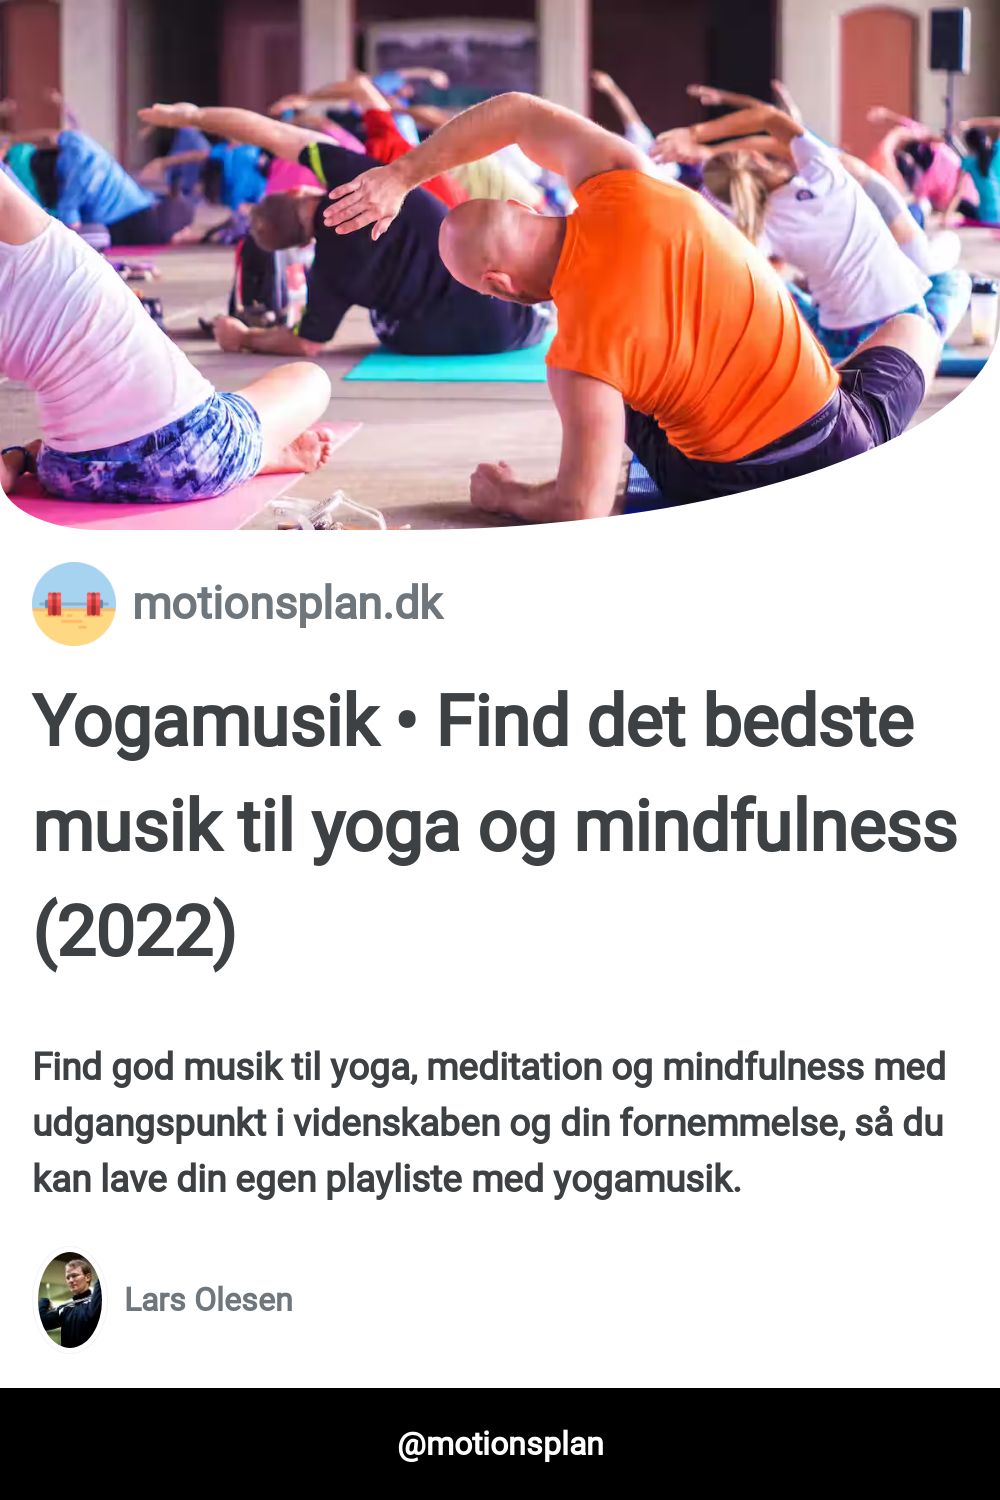 motionsplan.dk
Yogamusik • Find det bedste
musik til yoga og mindfulness
(2022)
Find god musik til yoga, meditation og mindfulness med
udgangspunkt i videnskaben og din fornemmelse, så du
kan lave din egen playliste med yogamusik.
Lars Olesen
@motionsplan